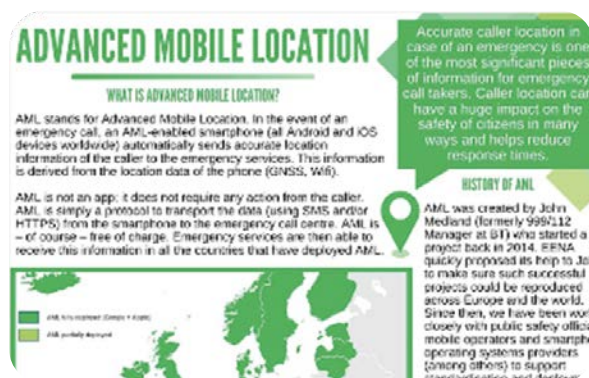 ADVANCED MOBILE LOCATION
WHAT IS ADVANCED MOBILE LOCATION?
AML stands for Advanced Mobile Location. In the event of an
emergency call, an AML-enabled smartphone (all Android and iOS
devices worldwide) automatically sends accurate location
information of the caller to the emergency services. This information
is derived from the location data of the phone (GNSS, Wifi).
AML is not an app; it does not require any action from the caller.
AML is simply a protocol to transport the data (using SMS and/or
HTTPS) from the smartphone to the emergency call centre. AML is
– of course – free of charge. Emergency services are then able to
receive this information in all the countries that have deployed AML.
AML fully deployed (Google + Apple)
AML partially deployed
Accurate caller location in
case of an emergency is one
of the most significant pieces
of information for emergency
call takers. Caller location can
have a huge impact on the
safety of citizens in many
ways and helps reduce
response times.
HISTORY OF AML
AML was created by John
Medland (formerly 999/112
Manager at BT) who started a
project back in 2014. EENA
quickly proposed its help to
to make sure such successful
projects could be reproduced
across Europe and the world.
Since then, we have been
closely with public safety
mobile operators and
operating systems providers
(among others) to support